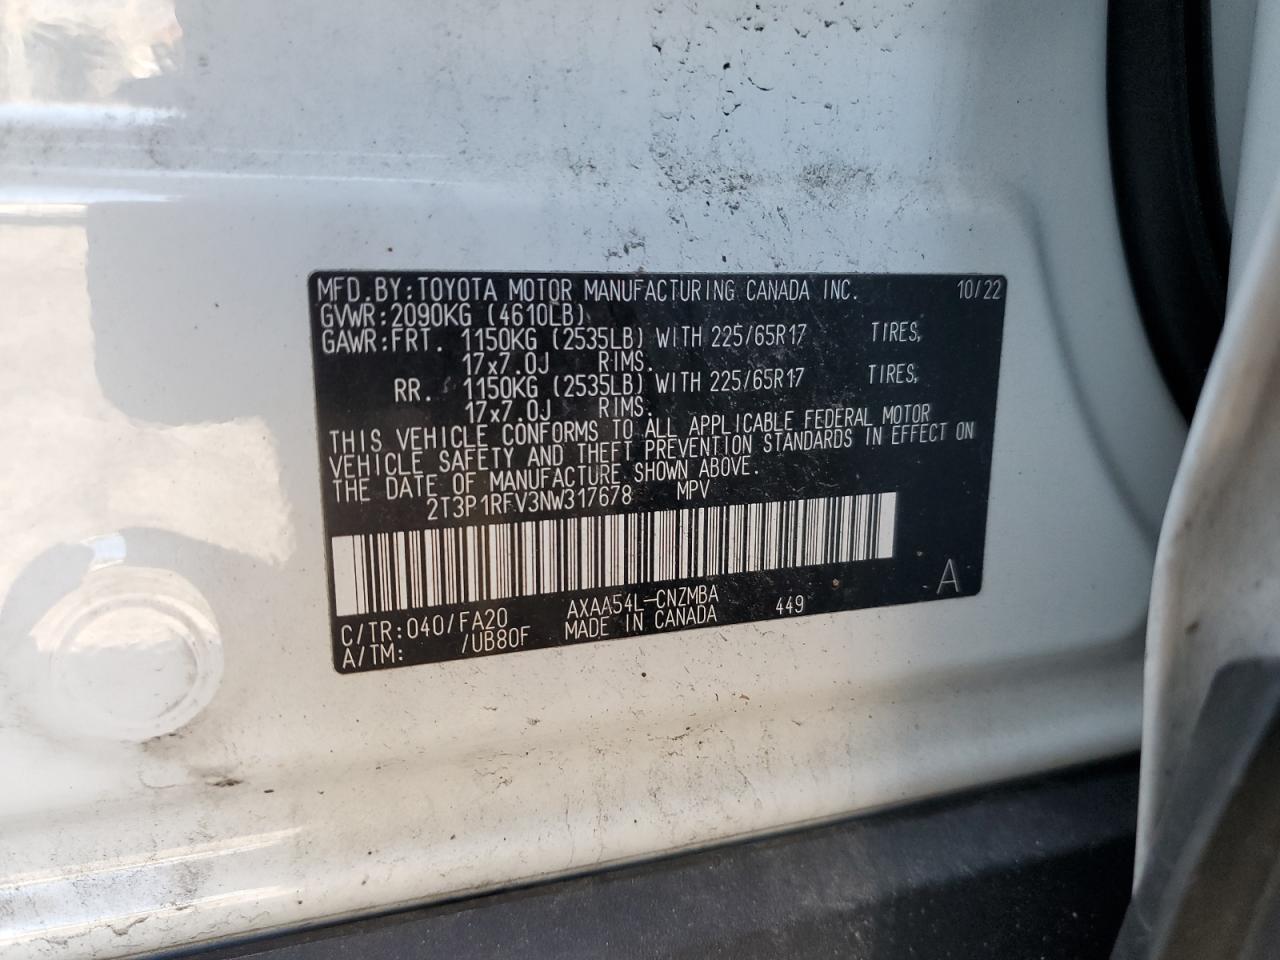 MFD.BY:TOYOTA MOTOR MANUFACTURING CANADA INC. 10/22
GVWR:2090KG (4610LB)
GAWR:FRT. 1150KG (2535LB) WITH 225/65R17 TIRES,
17x7.0J RIMS.
RR. 1150KG (2535LB) WITH 225/65R17 TIRES,
17x7.0J RIMS.
THIS VEHICLE CONFORMS TO ALL APPLICABLE FEDERAL MOTOR
VEHICLE SAFETY AND THEFT PREVENTION STANDARDS IN EFFECT ON
THE DATE OF MANUFACTURE SHOWN ABOVE.
2T3P1RFV3NW317678 MPV
A
C/TR:040/FA20 AXAA54L-CNZMBA 449
A/TM: /UB80F MADE IN CANADA